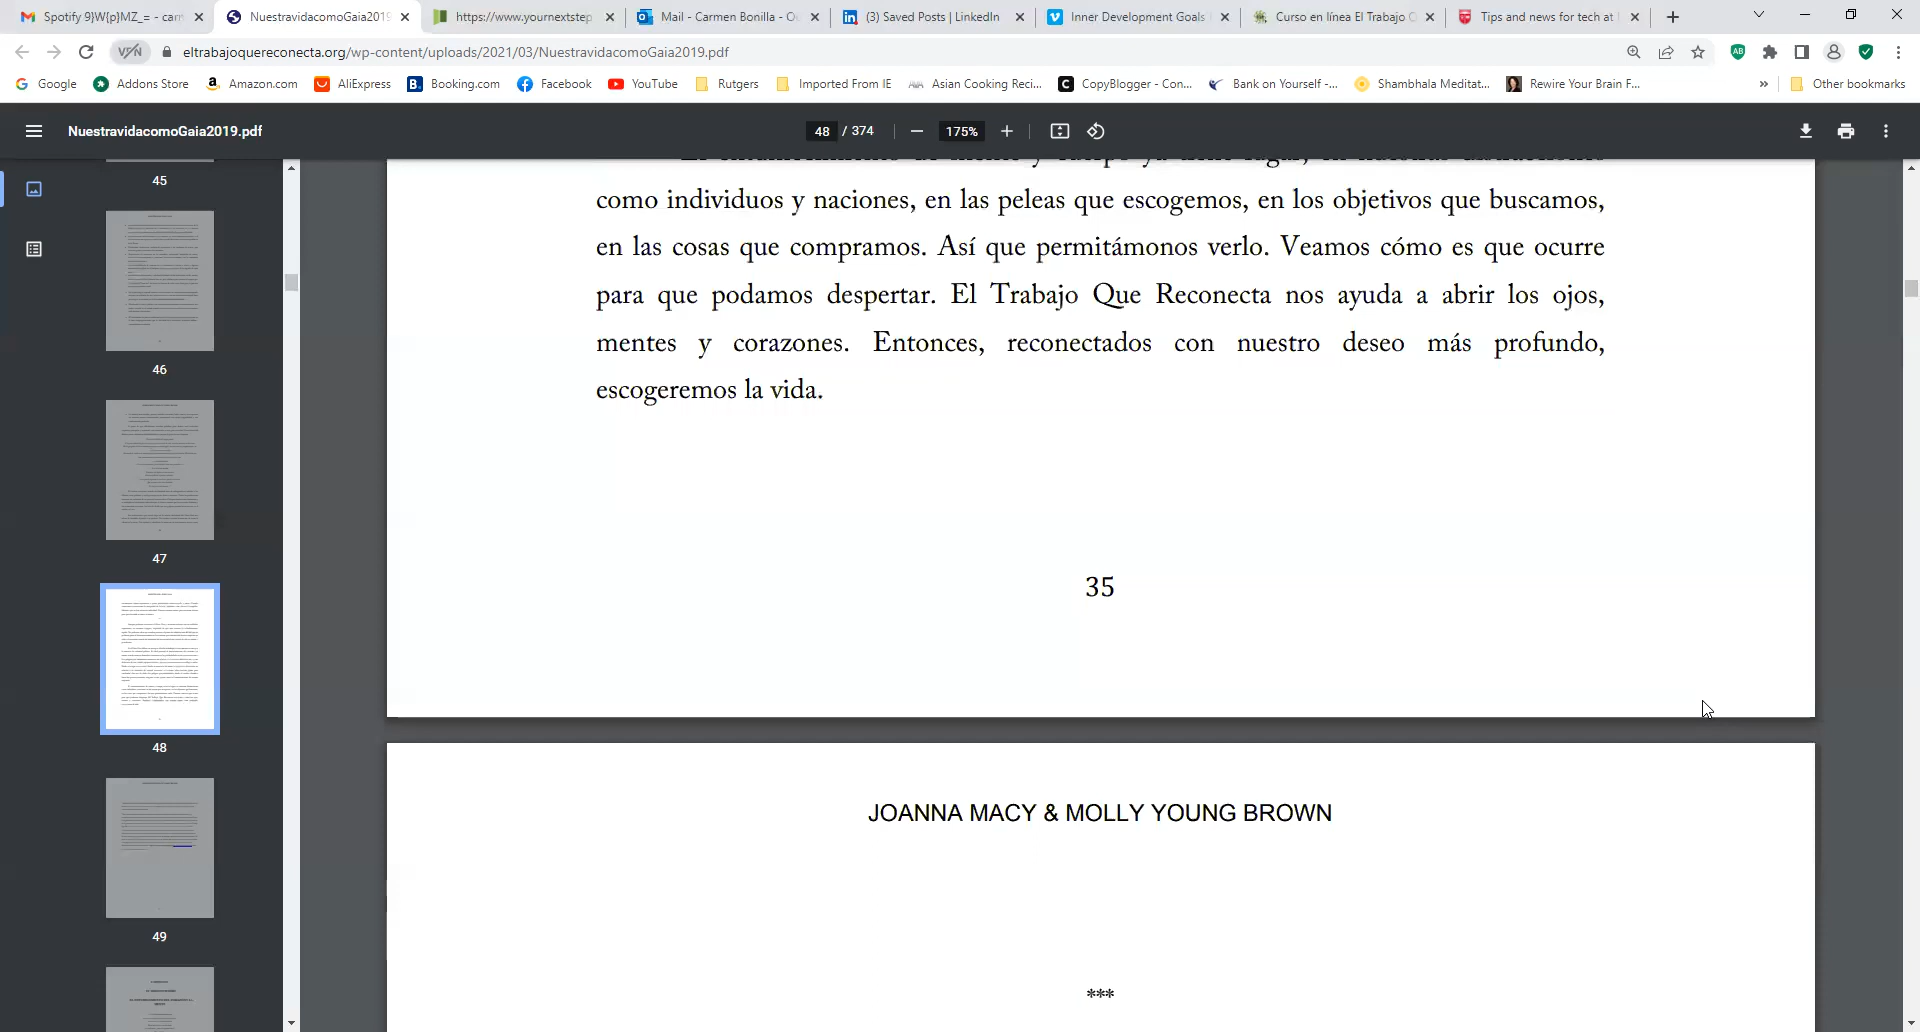 Spotify 9}W{p}MZ_= - carr
NuestravidacomoGaia2019
https://www.yournextstep
Mail - Carmen Bonilla - O
(3) Saved Posts | LinkedIn
Inner Development Goals
Curso en línea El Trabajo
Tips and news for tech at
VPN
eltrabajoquereconecta.org/wp-content/uploads/2021/03/NuestravidacomoGaia2019.pdf
Google
Addons Store
Amazon.com
AliExpress
Booking.com
Facebook
YouTube
Rutgers
Imported From IE
Asian Cooking Reci...
CopyBlogger - Con...
Bank on Yourself -...
Shambhala Meditat...
Rewire Your Brain F...
»
Other bookmarks
NuestravidacomoGaia2019.pdf
48 / 374
175%
45
46
47
48
49
como individuos y naciones, en las peleas que escogemos, en los objetivos que buscamos,
en las cosas que compramos. Así que permitámonos verlo. Veamos cómo es que ocurre
para que podamos despertar. El Trabajo Que Reconecta nos ayuda a abrir los ojos,
mentes y corazones. Entonces, reconectados con nuestro deseo más profundo,
escogeremos la vida.
35
JOANNA MACY & MOLLY YOUNG BROWN
***